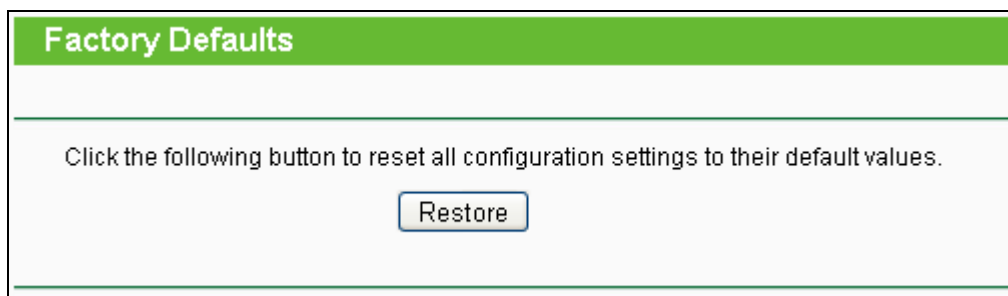 Factory Defaults
Click the following button to reset all configuration settings to their default values.
Restore